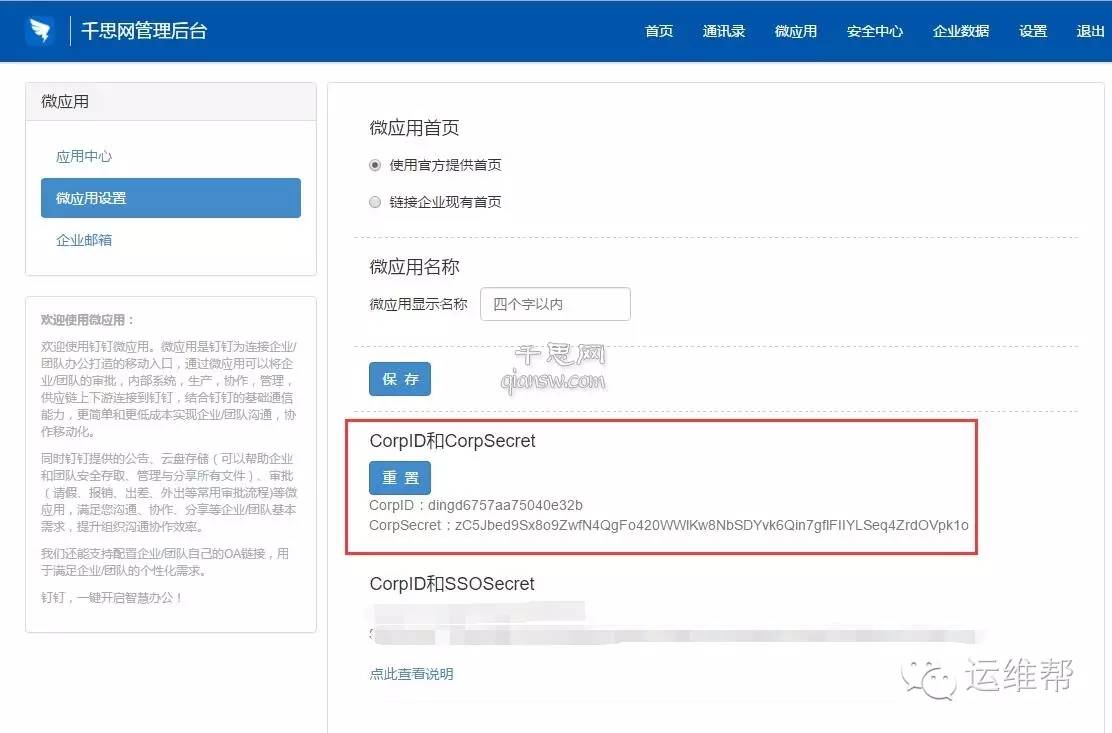 千思网管理后台
首页 通讯录 微应用 安全中心 企业数据 设置 退出
微应用
应用中心
微应用设置
企业邮箱
欢迎使用微应用：
欢迎使用钉钉微应用。微应用是钉钉为连接企业/
团队办公打造的移动入口，通过微应用可以将企
业/团队的审批，内部系统，生产，协作，管理，
供应链上下游连接到钉钉，结合钉钉的基础通信
能力，更简单和更低成本实现企业/团队沟通，协
作移动化。
同时钉钉提供的公告、云盘存储（可以帮助企业
和团队安全存取、管理与分享所有文件）、审批
（请假、报销、出差、外出等常用审批流程)等微
应用，满足您沟通、协作、分享等企业/团队基本
需求，提升组织沟通协作效率。
我们还能支持配置企业/团队自己的OA链接，用
于满足企业/团队的个性化需求。
钉钉，一键开启智慧办公！
微应用首页
使用官方提供首页
链接企业现有首页
微应用名称
微应用显示名称 四个字以内
千思网
qiansw.com
保 存
CorpID和CorpSecret
重 置
CorpID：dingd6757aa75040e32b
CorpSecret：zC5Jbed9Sx8o9ZwfN4QgFo420WWlKw8NbSDYvk6Qin7gflFIIYLSeq4ZrdOVpk1o
CorpID和SSOSecret
点此查看说明
运维帮